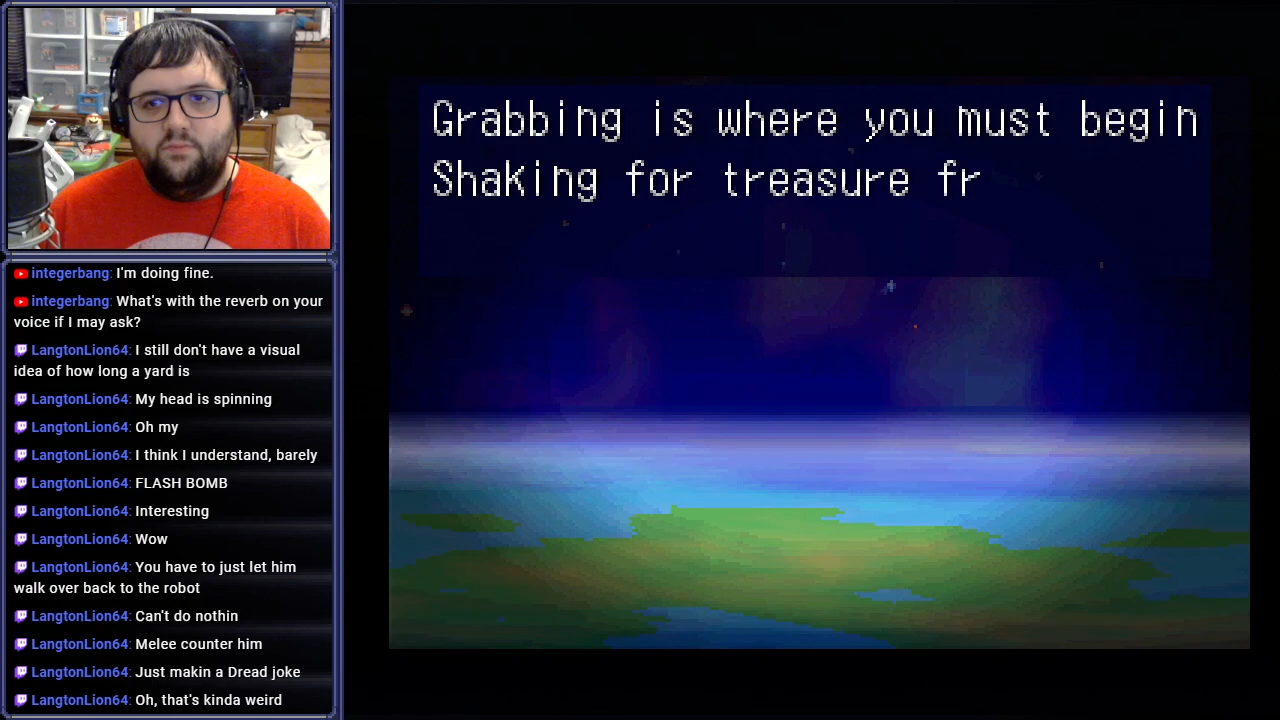 Grabbing is where you must begin
Shaking for treasure fr
integerbang: I'm doing fine.
integerbang: What's with the reverb on your
voice if I may ask?
LangtonLion64: I still don't have a visual
idea of how long a yard is
LangtonLion64: My head is spinning
LangtonLion64: Oh my
LangtonLion64: I think I understand, barely
LangtonLion64: FLASH BOMB
LangtonLion64: Interesting
LangtonLion64: Wow
LangtonLion64: You have to just let him
walk over back to the robot
LangtonLion64: Can't do nothin
LangtonLion64: Melee counter him
LangtonLion64: Just makin a Dread joke
LangtonLion64: Oh, that's kinda weird